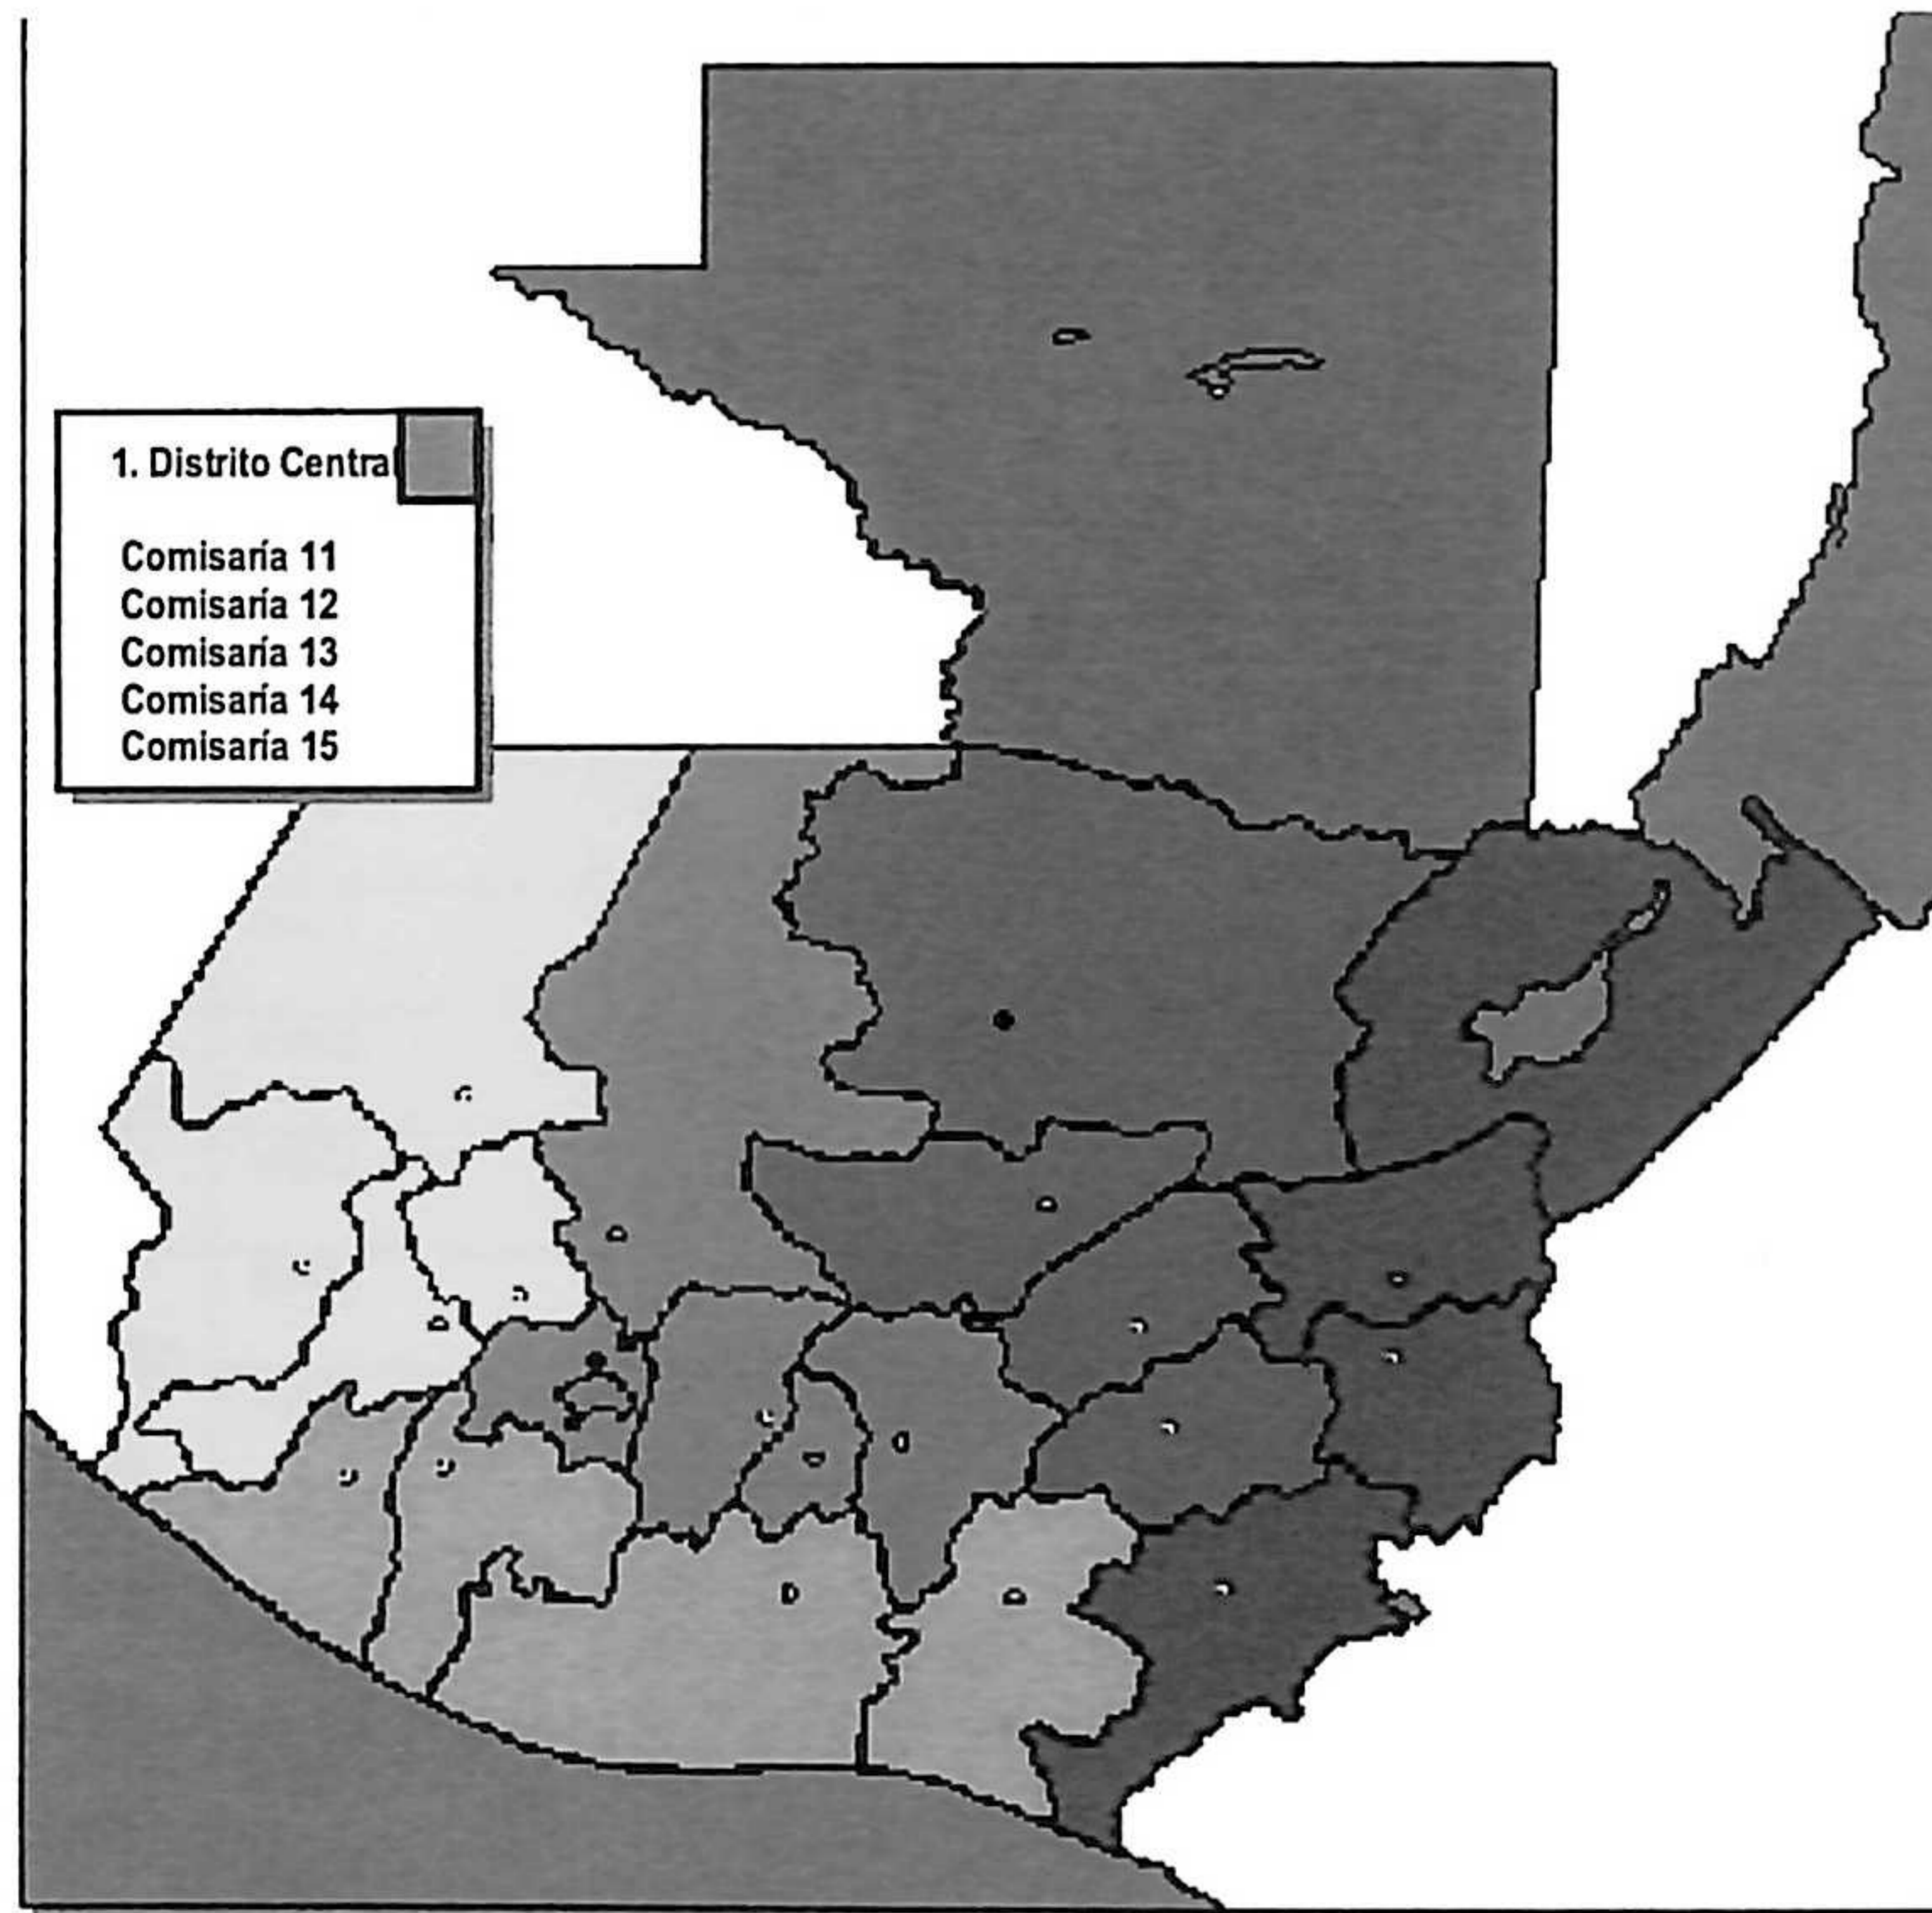 1. Distrito Central
Comisaría 11
Comisaría 12
Comisaría 13
Comisaría 14
Comisaría 15